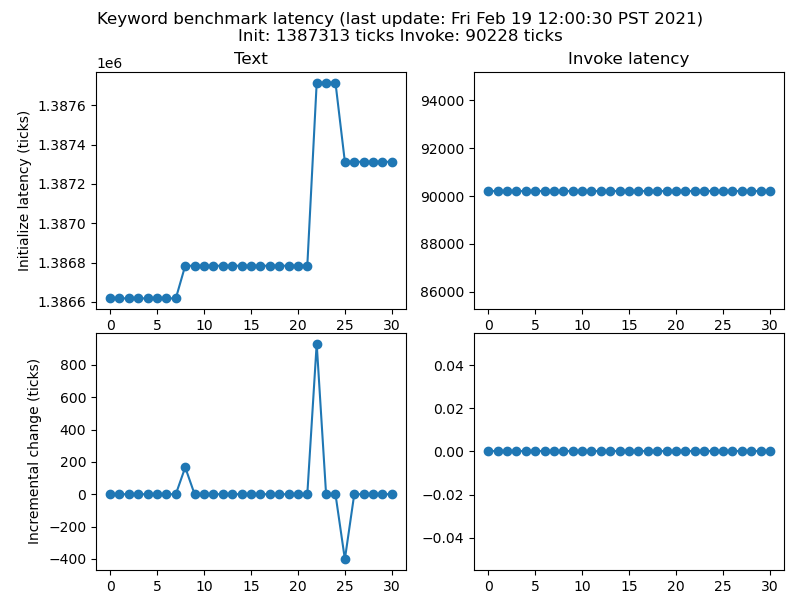 Keyword benchmark latency (last update: Fri Feb 19 12:00:30 PST 2021)
Init: 1387313 ticks Invoke: 90228 ticks
Text
1e6
Initialize latency (ticks)
1.3876
1.3874
1.3872
1.3870
1.3868
1.3866
0 5 10 15 20 25 30
Invoke latency
94000
92000
90000
88000
86000
0 5 10 15 20 25 30
Incremental change (ticks)
800
600
400
200
0
−200
−400
0 5 10 15 20 25 30
0.04
0.02
0.00
−0.02
−0.04
0 5 10 15 20 25 30